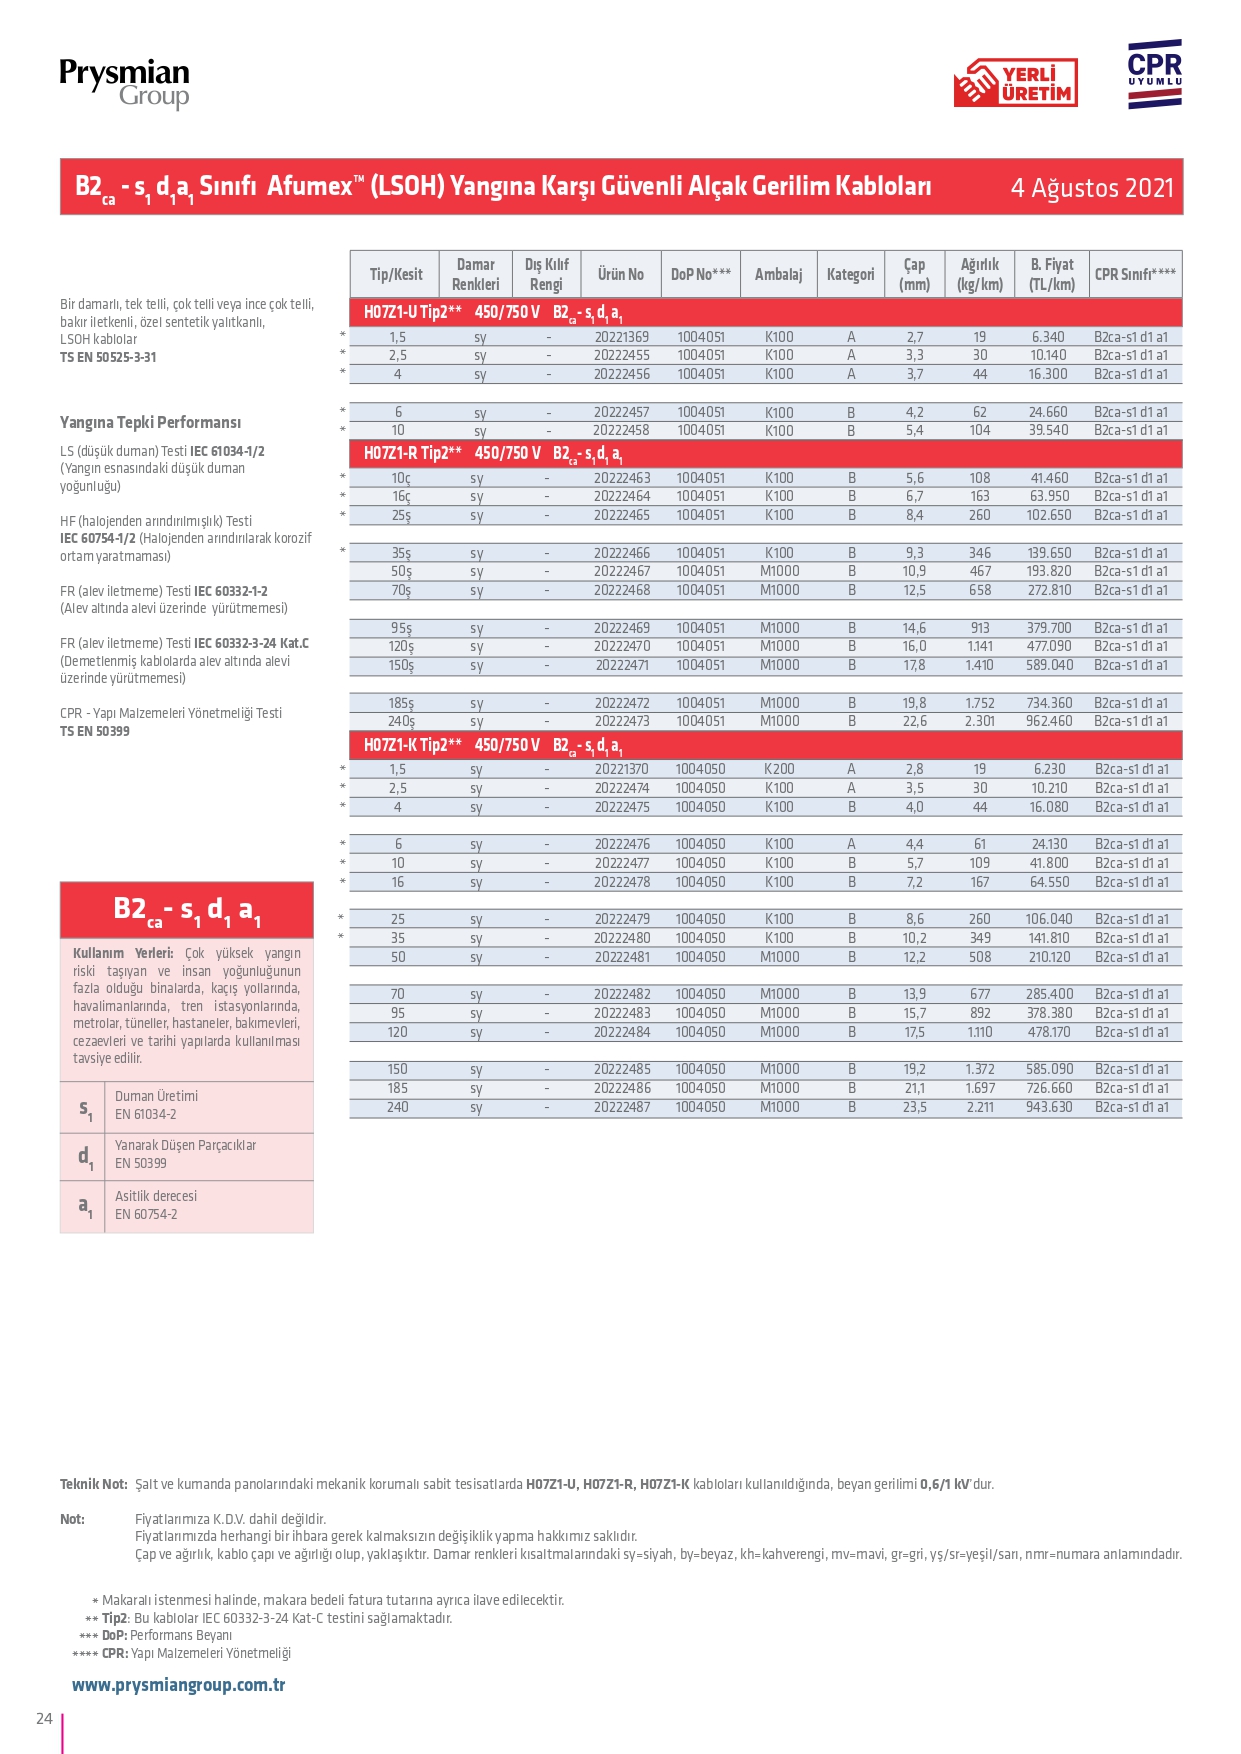 Prysmian
Group
YERLİ
ÜRETİM
CPR
UYUMLU
B2ca - s1 d1a1 Sınıfı Afumex™ (LSOH) Yangına Karşı Güvenli Alçak Gerilim Kabloları 4 Ağustos 2021
Bir damarlı, tek telli, çok telli veya ince çok telli,
bakır iletkenli, özel sentetik yalıtkanlı,
LSOH kablolar
TS EN 50525-3-31
Yangına Tepki Performansı
LS (düşük duman) Testi IEC 61034-1/2
(Yangın esnasındaki düşük duman
yoğunluğu)
HF (halojenden arındırılmışlık) Testi
IEC 60754-1/2 (Halojenden arındırılarak korozif
ortam yaratmaması)
FR (alev iletmeme) Testi IEC 60332-1-2
(Alev altında alevi üzerinde yürütmemesi)
FR (alev iletmeme) Testi IEC 60332-3-24 Kat.C
(Demetlenmiş kablolarda alev altında alevi
üzerinde yürütmemesi)
CPR - Yapı Malzemeleri Yönetmeliği Testi
TS EN 50399
B2ca- s1 d1 a1
Kullanım Yerleri: Çok yüksek yangın
riski taşıyan ve insan yoğunluğunun
fazla olduğu binalarda, kaçış yollarında,
havalimanlarında, tren istasyonlarında,
metrolar, tüneller, hastaneler, bakımevleri,
cezaevleri ve tarihi yapılarda kullanılması
tavsiye edilir.
s1 Duman Üretimi
EN 61034-2
d1 Yanarak Düşen Parçacıklar
EN 50399
a1 Asitlik derecesi
EN 60754-2
Tip/Kesit Damar Renkleri Dış Kılıf Rengi Ürün No DoP No*** Ambalaj Kategori Çap (mm) Ağırlık (kg/km) B. Fiyat (TL/km) CPR Sınıfı****
H07Z1-U Tip2** 450/750 V B2ca- s1 d1 a1
* 1,5 sy - 20221369 1004051 K100 A 2,7 19 6.340 B2ca-s1 d1 a1
* 2,5 sy - 20222455 1004051 K100 A 3,3 30 10.140 B2ca-s1 d1 a1
* 4 sy - 20222456 1004051 K100 A 3,7 44 16.300 B2ca-s1 d1 a1
* 6 sy - 20222457 1004051 K100 B 4,2 62 24.660 B2ca-s1 d1 a1
* 10 sy - 20222458 1004051 K100 B 5,4 104 39.540 B2ca-s1 d1 a1
H07Z1-R Tip2** 450/750 V B2ca- s1 d1 a1
* 10ç sy - 20222463 1004051 K100 B 5,6 108 41.460 B2ca-s1 d1 a1
* 16ç sy - 20222464 1004051 K100 B 6,7 163 63.950 B2ca-s1 d1 a1
* 25ş sy - 20222465 1004051 K100 B 8,4 260 102.650 B2ca-s1 d1 a1
* 35ş sy - 20222466 1004051 K100 B 9,3 346 139.650 B2ca-s1 d1 a1
50ş sy - 20222467 1004051 M1000 B 10,9 467 193.820 B2ca-s1 d1 a1
70ş sy - 20222468 1004051 M1000 B 12,5 658 272.810 B2ca-s1 d1 a1
95ş sy - 20222469 1004051 M1000 B 14,6 913 379.700 B2ca-s1 d1 a1
120ş sy - 20222470 1004051 M1000 B 16,0 1.141 477.090 B2ca-s1 d1 a1
150ş sy - 20222471 1004051 M1000 B 17,8 1.410 589.040 B2ca-s1 d1 a1
185ş sy - 20222472 1004051 M1000 B 19,8 1.752 734.360 B2ca-s1 d1 a1
240ş sy - 20222473 1004051 M1000 B 22,6 2.301 962.460 B2ca-s1 d1 a1
H07Z1-K Tip2** 450/750 V B2ca- s1 d1 a1
* 1,5 sy - 20221370 1004050 K200 A 2,8 19 6.230 B2ca-s1 d1 a1
* 2,5 sy - 20222474 1004050 K100 A 3,5 30 10.210 B2ca-s1 d1 a1
* 4 sy - 20222475 1004050 K100 B 4,0 44 16.080 B2ca-s1 d1 a1
* 6 sy - 20222476 1004050 K100 A 4,4 61 24.130 B2ca-s1 d1 a1
* 10 sy - 20222477 1004050 K100 B 5,7 109 41.800 B2ca-s1 d1 a1
* 16 sy - 20222478 1004050 K100 B 7,2 167 64.550 B2ca-s1 d1 a1
* 25 sy - 20222479 1004050 K100 B 8,6 260 106.040 B2ca-s1 d1 a1
* 35 sy - 20222480 1004050 K100 B 10,2 349 141.810 B2ca-s1 d1 a1
50 sy - 20222481 1004050 M1000 B 12,2 508 210.120 B2ca-s1 d1 a1
70 sy - 20222482 1004050 M1000 B 13,9 677 285.400 B2ca-s1 d1 a1
95 sy - 20222483 1004050 M1000 B 15,7 892 378.380 B2ca-s1 d1 a1
120 sy - 20222484 1004050 M1000 B 17,5 1.110 478.170 B2ca-s1 d1 a1
150 sy - 20222485 1004050 M1000 B 19,2 1.372 585.090 B2ca-s1 d1 a1
185 sy - 20222486 1004050 M1000 B 21,1 1.697 726.660 B2ca-s1 d1 a1
240 sy - 20222487 1004050 M1000 B 23,5 2.211 943.630 B2ca-s1 d1 a1
Teknik Not: Şalt ve kumanda panolarındaki mekanik korumalı sabit tesisatlarda H07Z1-U, H07Z1-R, H07Z1-K kabloları kullanıldığında, beyan gerilimi 0,6/1 kV'dur.
Not: Fiyatlarımıza K.D.V. dahil değildir.
Fiyatlarımızda herhangi bir ihbara gerek kalmaksızın değişiklik yapma hakkımız saklıdır.
Çap ve ağırlık, kablo çapı ve ağırlığı olup, yaklaşıktır. Damar renkleri kısaltmalarındaki sy=siyah, by=beyaz, kh=kahverengi, mv=mavi, gr=gri, yş/sr=yeşil/sarı, nmr=numara anlamındadır.
* Makaralı istenmesi halinde, makara bedeli fatura tutarına ayrıca ilave edilecektir.
** Tip2: Bu kablolar IEC 60332-3-24 Kat-C testini sağlamaktadır.
*** DoP: Performans Beyanı
**** CPR: Yapı Malzemeleri Yönetmeliği
www.prysmiangroup.com.tr
24